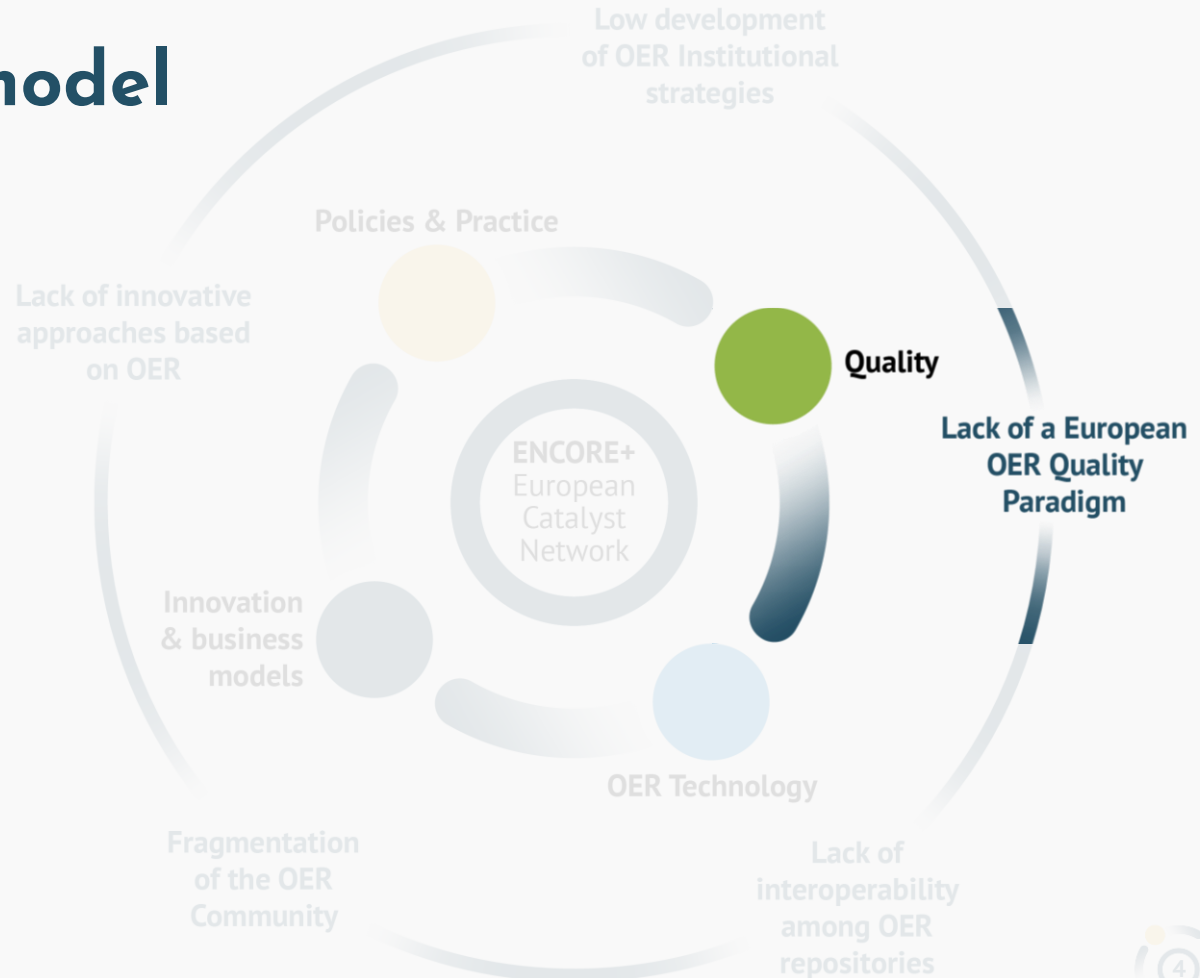 model
Low development
of OER Institutional
strategies
Policies & Practice
Lack of innovative
approaches based
on OER
Quality
Lack of a European
OER Quality
Paradigm
ENCORE+
European
Catalyst
Network
Innovation
& business
models
OER Technology
Fragmentation
of the OER
Community
Lack of
interoperability
among OER
repositories
4